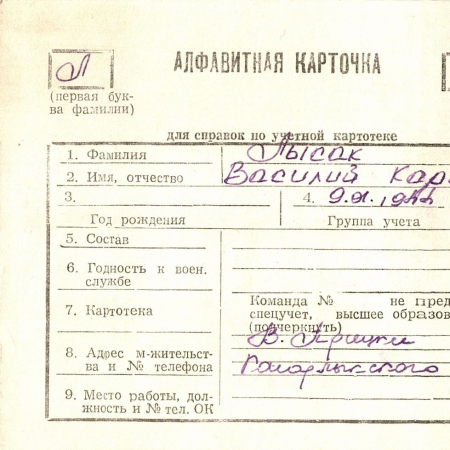 Л
АЛФАВИТНАЯ КАРТОЧКА
(первая бук-
ва фамилии)
для справок по учетной картотеке
1. Фамилия Лысак
2. Имя, отчество Василий Кар
3. 4.
Год рождения Группа учета
5. Состав
6. Годность к воен.
службе
7. Картотека
Команда № не пред
спецучет, высшее образов
(подчеркнуть)
8. Адрес м-жительст-
ва и № телефона
В.
9. Место работы, дол-
жность и № тел. ОК